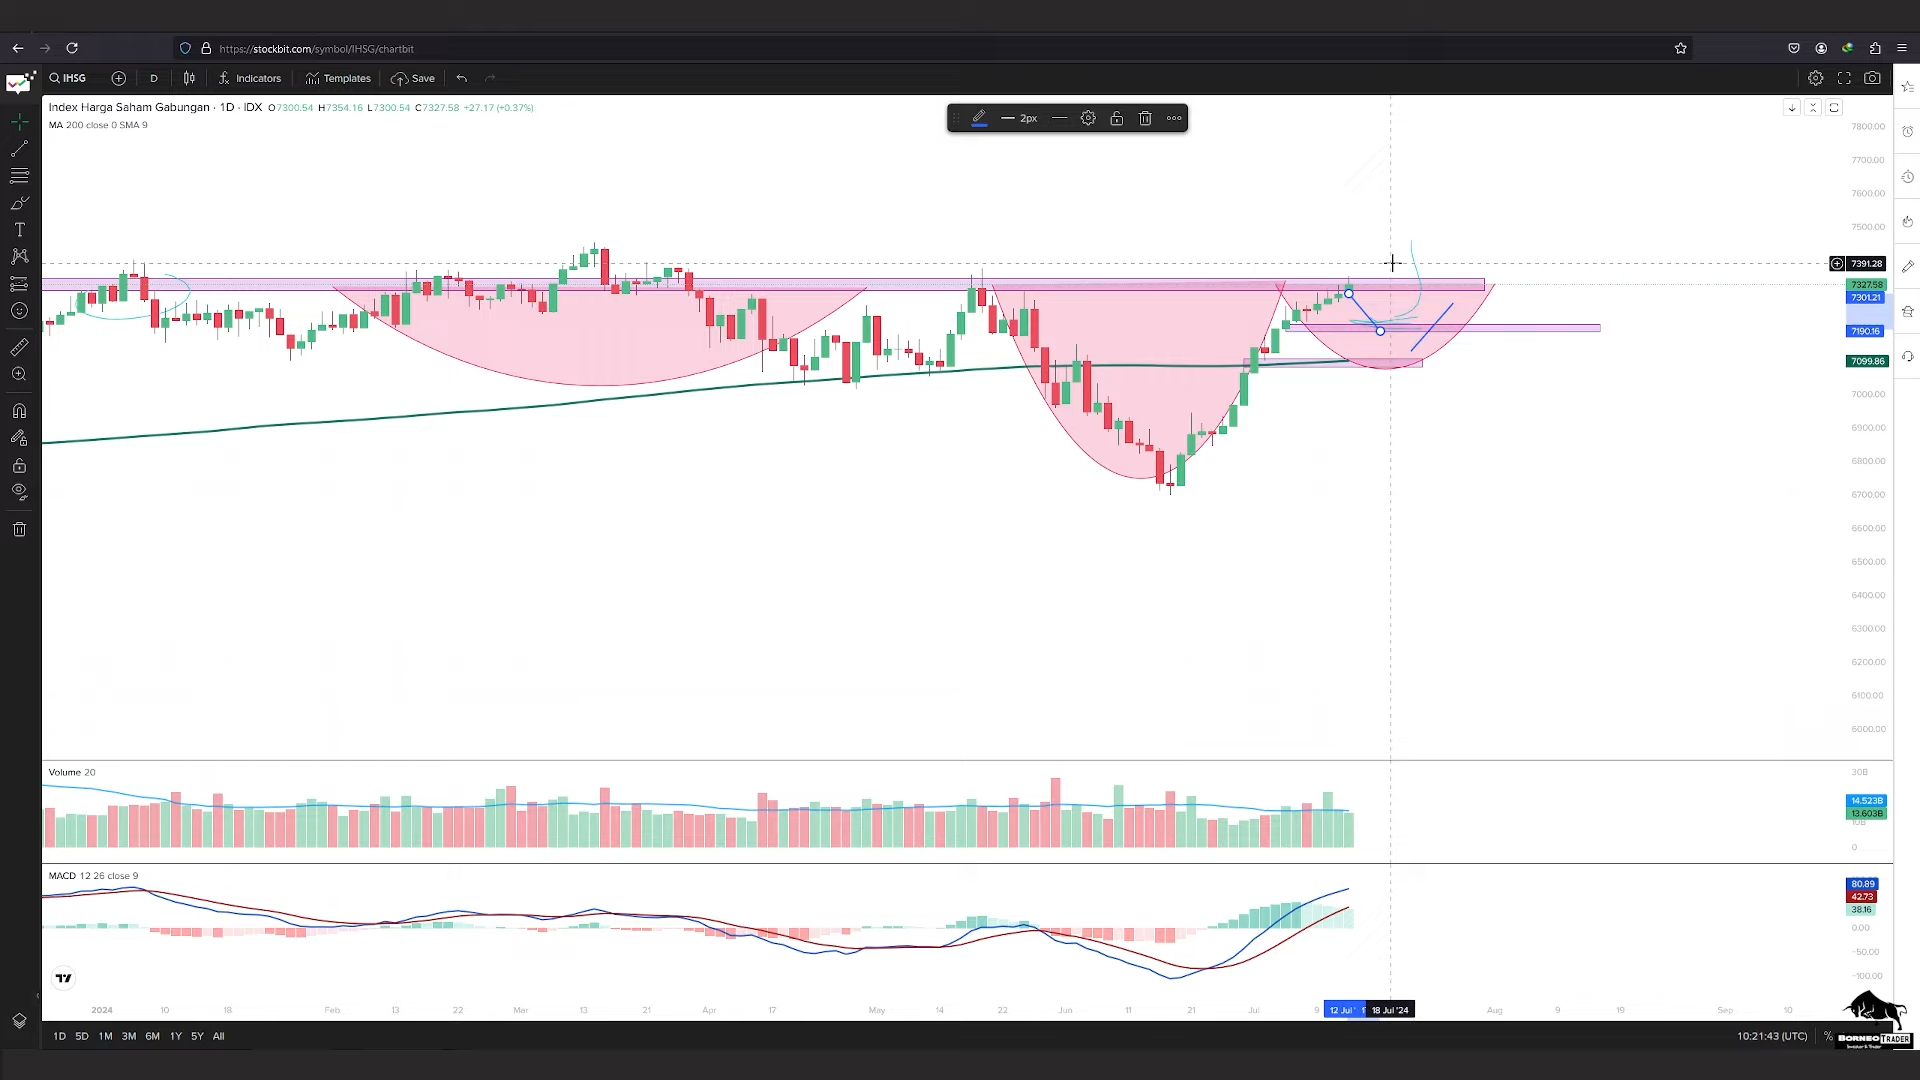 https://stockbit.com/symbol/IHSG/chartbit
IHSG D Indicators Templates Save
Index Harga Saham Gabungan · 1D · IDX O7300.54 H7354.16 L7300.54 C7327.58 +27.17 (+0.37%)
MA 200 close 0 SMA 9
2px
7800.00
7700.00
7600.00
7500.00
7391.28
7327.58
7301.21
7190.16
7099.86
7000.00
6900.00
6800.00
6700.00
6600.00
6500.00
6400.00
6300.00
6200.00
6100.00
6000.00
Volume 20
30B
14.523B
13.603B
10B
0
MACD 12 26 close 9
80.89
42.73
38.16
0.00
−50.00
−100.00
2024 10 18 Feb 13 22 Mar 13 21 Apr 17 May 14 22 Jun 11 21 Jul 9 12 Jul '24 18 Jul '24 Aug 9 19 Sep 10
1D 5D 1M 3M 6M 1Y 5Y All
10:21:43 (UTC) %
BORNEO TRADER
Investor & Trader